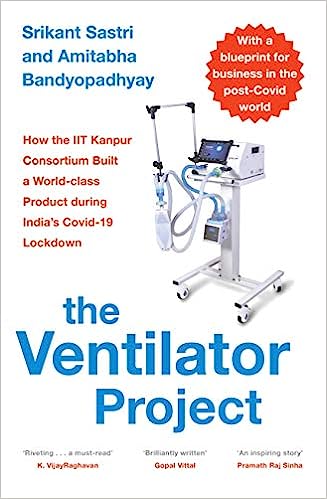 Srikant Sastri
and Amitabha
Bandyopadhyay
With a
blueprint for
business in the
post-Covid
world
How the IIT Kanpur
Consortium Built
a World-class
Product during
India's Covid-19
Lockdown
the
Ventilator
Project
'Riveting . . . a must-read'
K. VijayRaghavan
'Brilliantly written'
Gopal Vittal
'An inspiring story'
Pramath Raj Sinha